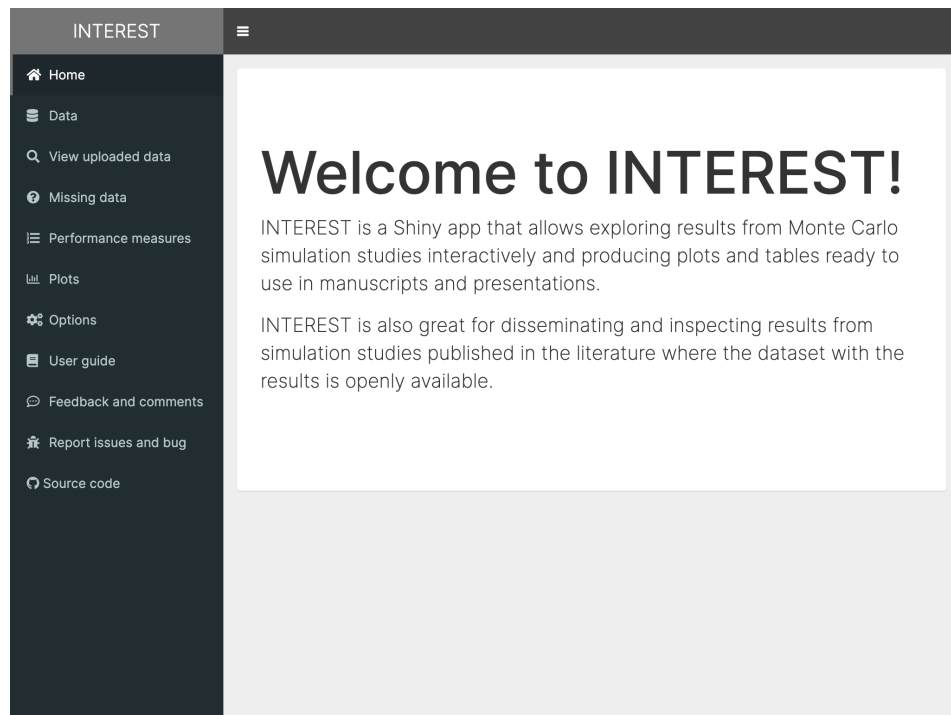 INTEREST
Home
Data
View uploaded data
Missing data
Performance measures
Plots
Options
User guide
Feedback and comments
Report issues and bug
Source code
Welcome to INTEREST!
INTEREST is a Shiny app that allows exploring results from Monte Carlo
simulation studies interactively and producing plots and tables ready to
use in manuscripts and presentations.
INTEREST is also great for disseminating and inspecting results from
simulation studies published in the literature where the dataset with the
results is openly available.